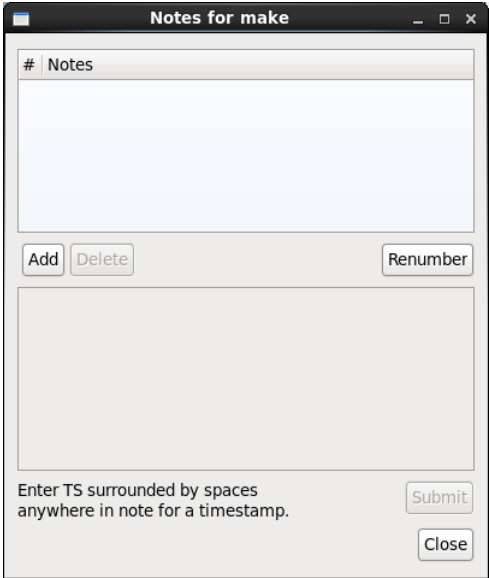 Notes for make
# Notes
Add Delete Renumber
Enter TS surrounded by spaces
anywhere in note for a timestamp.
Submit
Close